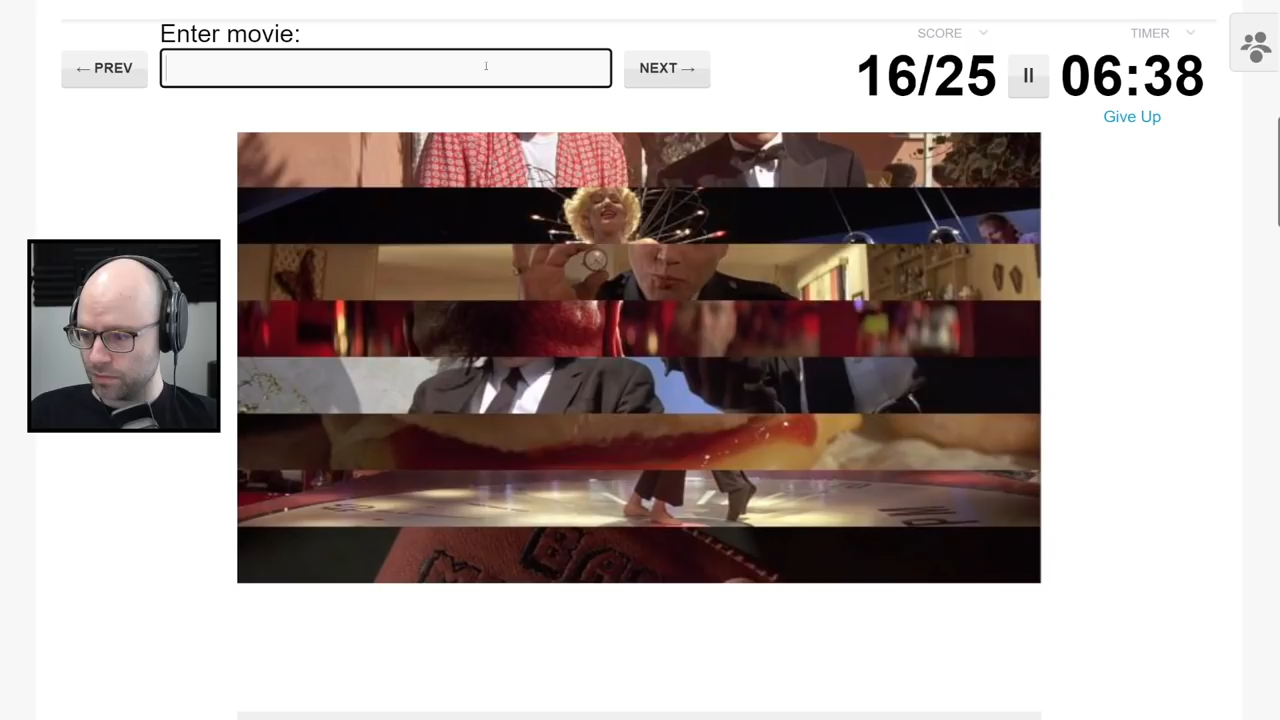 Enter movie:
← PREV
NEXT →
SCORE
16/25
TIMER
06:38
Give Up